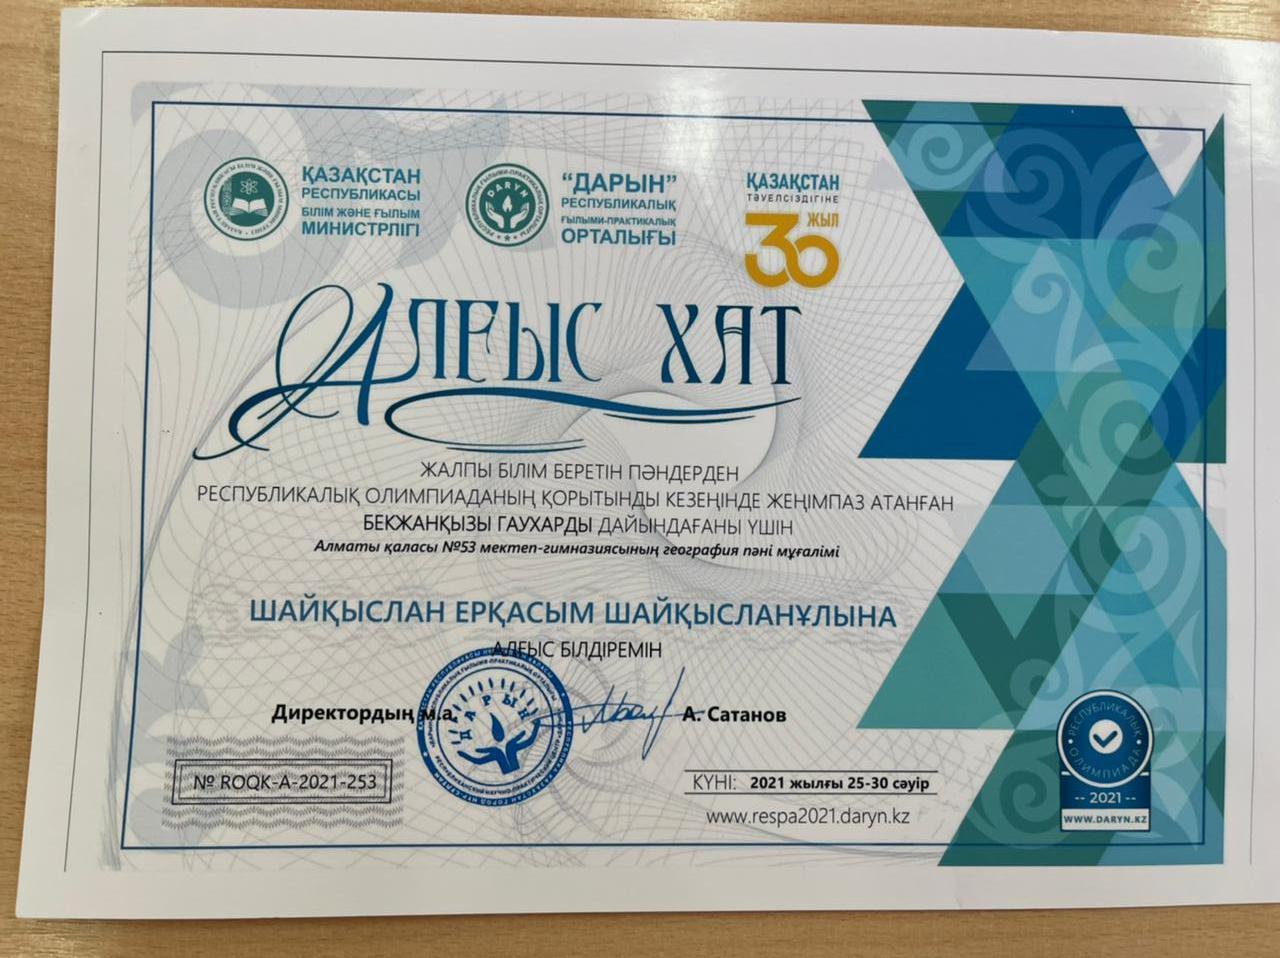 ҚАЗАҚСТАН
РЕСПУБЛИКАСЫ
БІЛІМ ЖӘНЕ ҒЫЛЫМ
МИНИСТРЛІГІ
DARYN
“ДАРЫН”
РЕСПУБЛИКАЛЫҚ
ҒЫЛЫМИ-ПРАКТИКАЛЫҚ
ОРТАЛЫҒЫ
ҚАЗАҚСТАН
ТӘУЕЛСІЗДІГІНЕ
30 ЖЫЛ
АЛҒЫС ХАТ
ЖАЛПЫ БІЛІМ БЕРЕТІН ПӘНДЕРДЕН
РЕСПУБЛИКАЛЫҚ ОЛИМПИАДАНЫҢ ҚОРЫТЫНДЫ КЕЗЕҢІНДЕ ЖЕҢІМПАЗ АТАНҒАН
БЕКЖАНҚЫЗЫ ГАУХАРДЫ ДАЙЫНДАҒАНЫ ҮШІН
Алматы қаласы №53 мектеп-гимназиясының география пәні мұғалімі
ШАЙҚЫСЛАН ЕРҚАСЫМ ШАЙҚЫСЛАНҰЛЫНА
АЛҒЫС БІЛДІРЕМІН
Директордың м.а.
ДАРЫН
А. Сатанов
№ ROQK-A-2021-253
КҮНІ: 2021 жылғы 25-30 сәуір
www.respa2021.daryn.kz
РЕСПУБЛИКАЛЫҚ
ОЛИМПИАДА
-- 2021 --
WWW.DARYN.KZ